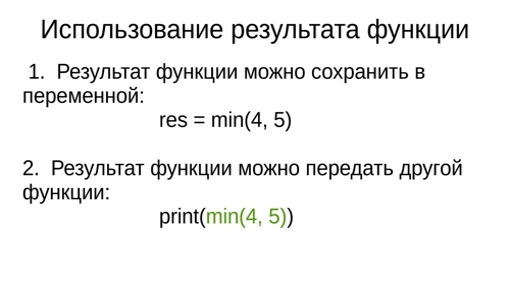 Использование результата функции
1. Результат функции можно сохранить в
переменной:
res = min(4, 5)
2. Результат функции можно передать другой
функции:
print(min(4, 5))